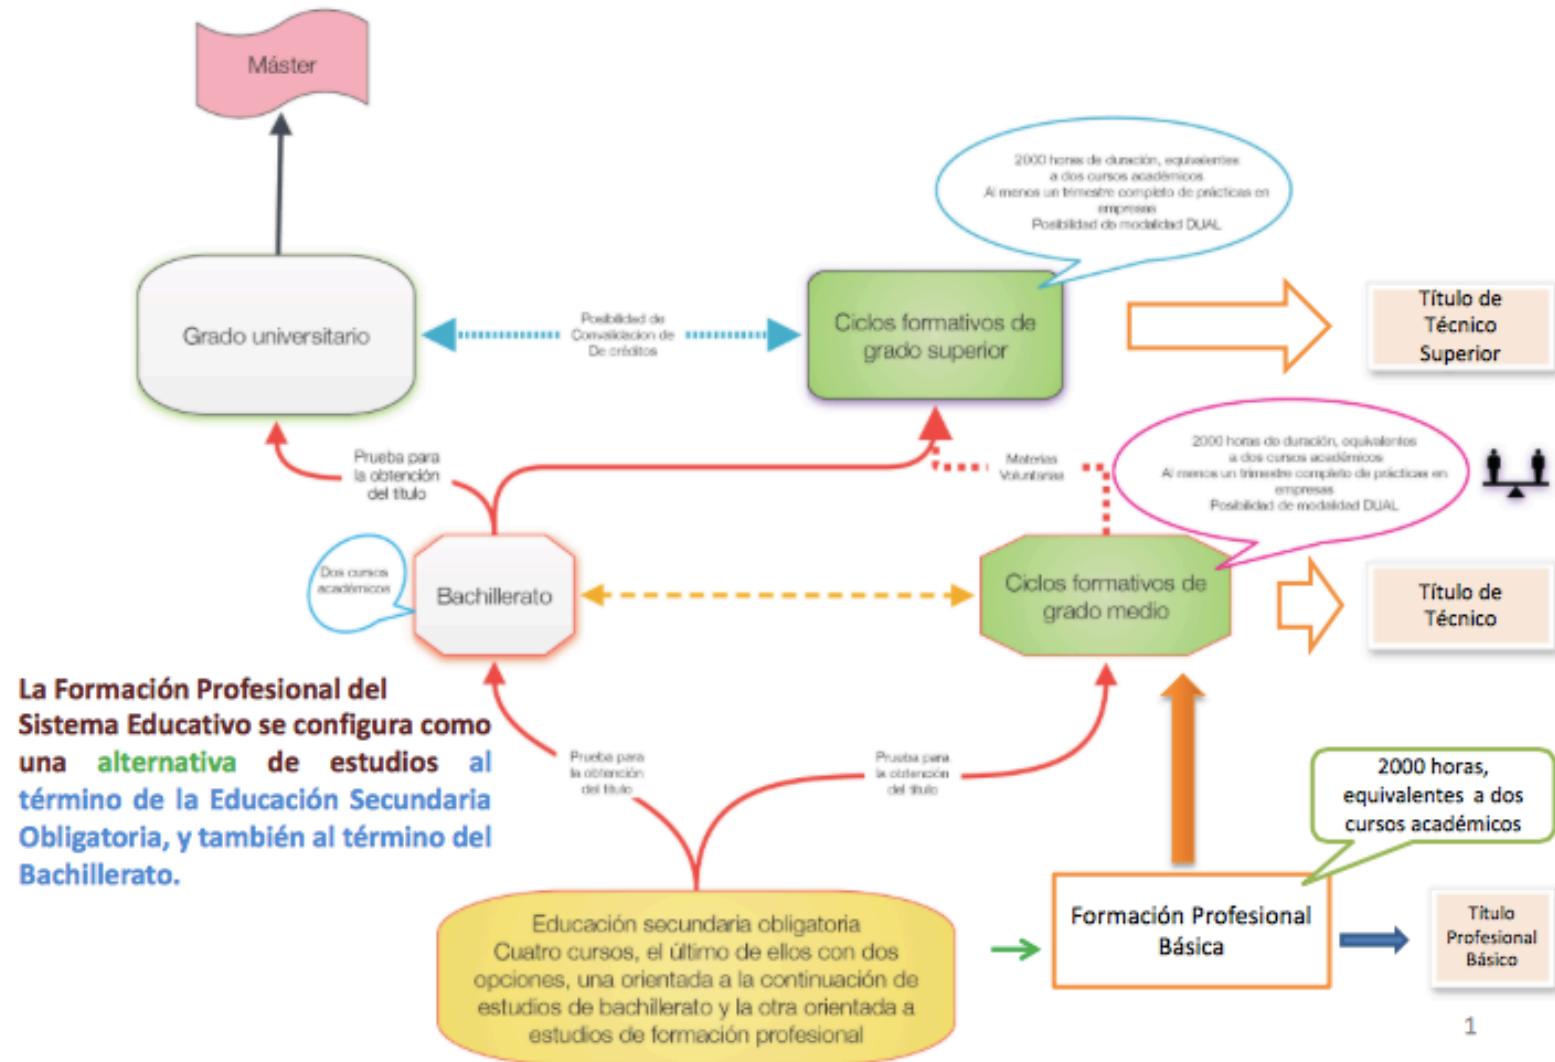 Máster
2000 horas de duración, equivalentes
a dos cursos académicos
Al menos un trimestre completo de prácticas en
empresas
Posibilidad de modalidad DUAL
Grado universitario
Posibilidad de
Convalidacion de
De créditos
Ciclos formativos de
grado superior
Título de
Técnico
Superior
Prueba para
la obtención
del título
Materias
Voluntarias
2000 horas de duración, equivalentes
a dos cursos académicos
Al menos un trimestre completo de prácticas en
empresas
Posibilidad de modalidad DUAL
Dos cursos
académicos
Bachillerato
Ciclos formativos de
grado medio
Título de
Técnico
La Formación Profesional del
Sistema Educativo se configura como
una alternativa de estudios al
término de la Educación Secundaria
Obligatoria, y también al término del
Bachillerato.
Prueba para
la obtención
del título
Prueba para
la obtención
del título
2000 horas,
equivalentes a dos
cursos académicos
Educación secundaria obligatoria
Cuatro cursos, el último de ellos con dos
opciones, una orientada a la continuación de
estudios de bachillerato y la otra orientada a
estudios de formación profesional
Formación Profesional
Básica
Título
Profesional
Básico
1